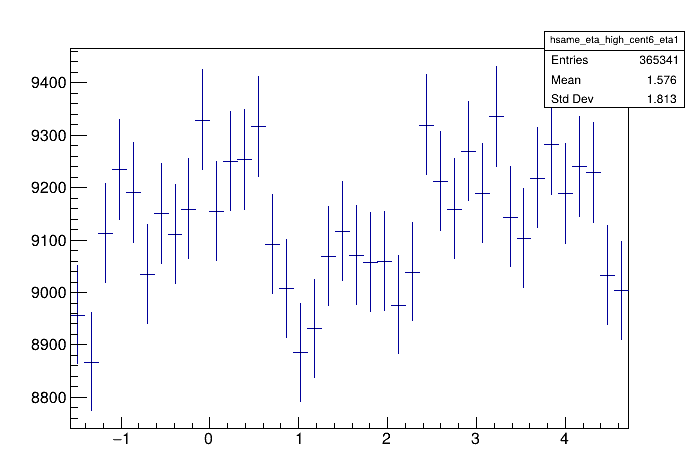 hsame_eta_high_cent6_eta1
Entries 365341
Mean 1.576
Std Dev 1.813
9400
9300
9200
9100
9000
8900
8800
−1 0 1 2 3 4